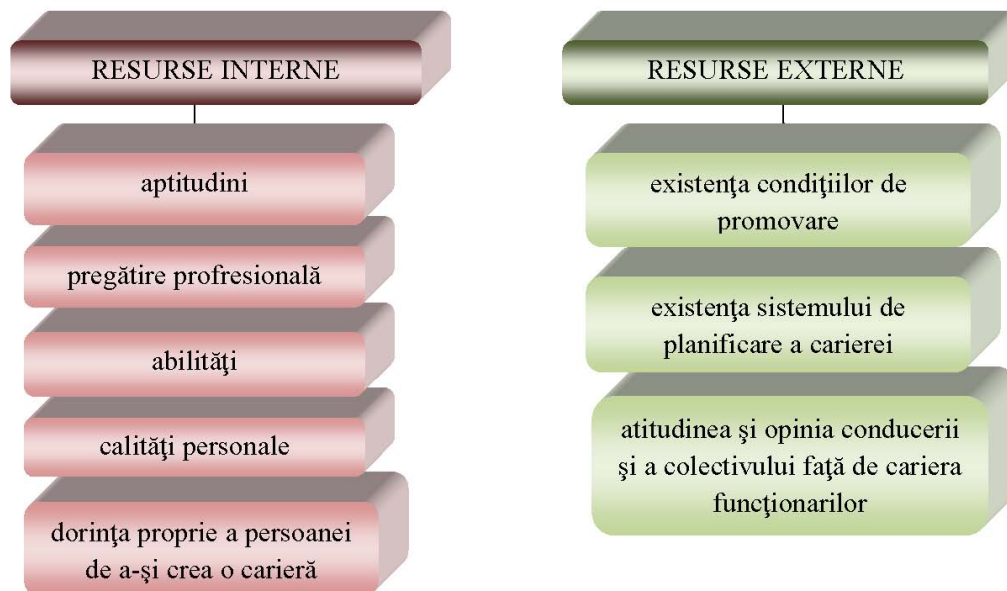 RESURSE INTERNE
aptitudini
pregătire profresională
abilităţi
calităţi personale
dorinţa proprie a persoanei
de a-şi crea o carieră
RESURSE EXTERNE
existenţa condiţiilor de
promovare
existenţa sistemului de
planificare a carierei
atitudinea şi opinia conducerii
şi a colectivului faţă de cariera
funcţionarilor